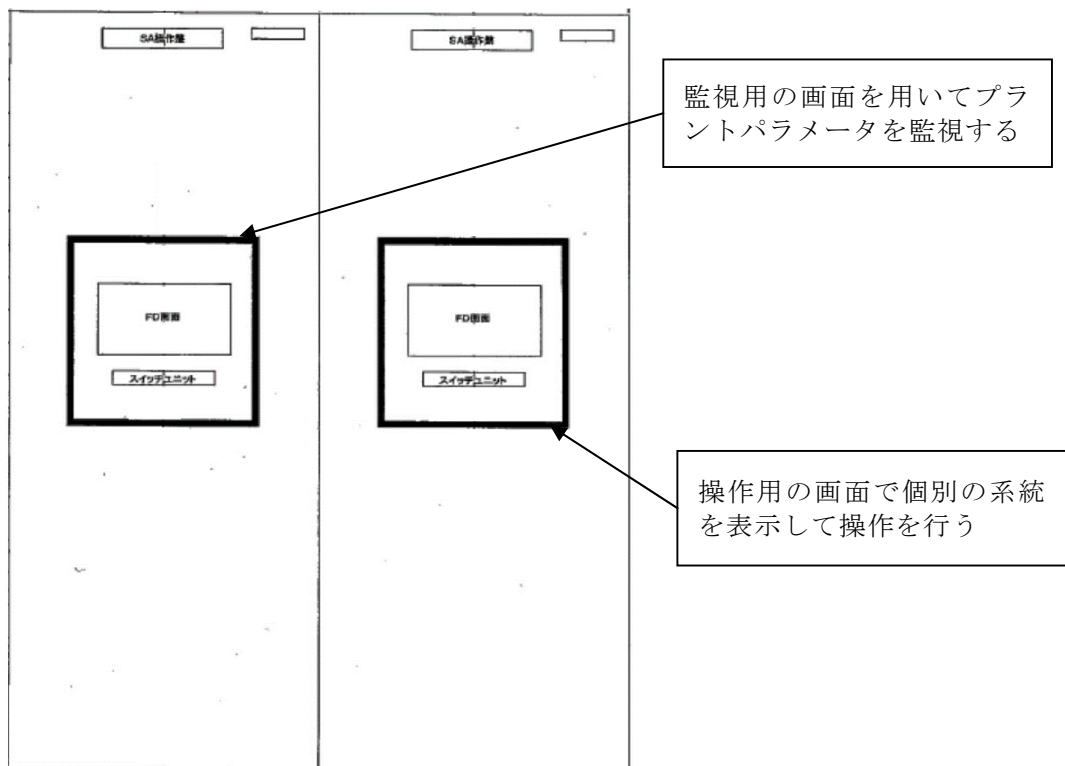 SA操作盤
SA操作盤
監視用の画面を用いてプラ
ントパラメータを監視する
FD画面
スイッチユニット
FD画面
スイッチユニット
操作用の画面で個別の系統
を表示して操作を行う